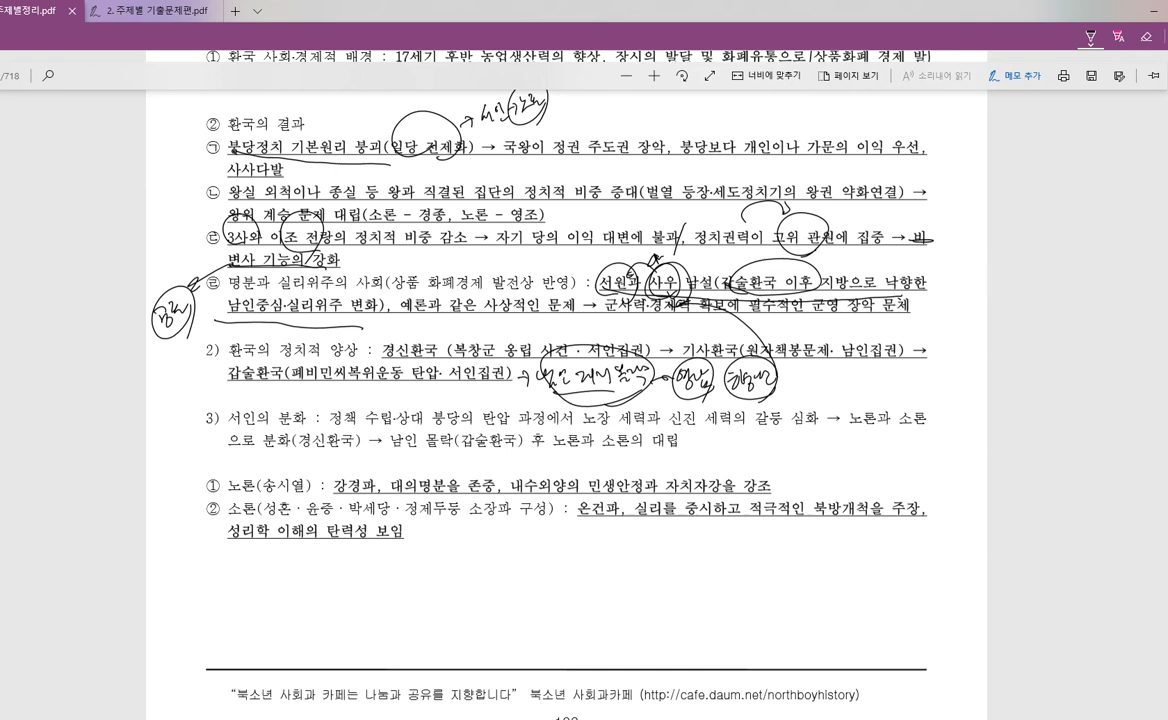 주제별정리.pdf
2. 주제별 기출문제편.pdf
① 환국 사회·경제적 배경 : 17세기 후반 농업생산력의 향상, 장시의 발달 및 화폐유통으로(상품화폐 경제 발
/718
너비에 맞추기
페이지 보기
소리내어 읽기
메모 추가
→ 서인
② 환국의 결과
㉠ 붕당정치 기본원리 붕괴(일당 전제화) → 국왕이 정권 주도권 장악, 붕당보다 개인이나 가문의 이익 우선,
사사다발
㉡ 왕실 외척이나 종실 등 왕과 직결된 집단의 정치적 비중 증대(벌열 등장·세도정치기의 왕권 약화연결) →
왕위 계승 문제 대립(소론 - 경종, 노론 - 영조)
㉢ 3사와 이조 전랑의 정치적 비중 감소 → 자기 당의 이익 대변에 불과, 정치권력이 고위 관원에 집중 → 비
변사 기능의 강화
㉣ 명분과 실리위주의 사회(상품 화폐경제 발전상 반영) : 서원과 사우 남설(갑술환국 이후 지방으로 낙향한
남인중심·실리위주 변화), 예론과 같은 사상적인 문제 → 군사력·경제력 확보에 필수적인 군영 장악 문제
2) 환국의 정치적 양상 : 경신환국 (복창군 옹립 사건 · 서인집권) → 기사환국(원자책봉문제· 남인집권) →
갑술환국(폐비민씨복위운동 탄압· 서인집권) → 남인 몰락 → 영남
3) 서인의 분화 : 정책 수립·상대 붕당의 탄압 과정에서 노장 세력과 신진 세력의 갈등 심화 → 노론과 소론
으로 분화(경신환국) → 남인 몰락(갑술환국) 후 노론과 소론의 대립
① 노론(송시열) : 강경파, 대의명분을 존중, 내수외양의 민생안정과 자치자강을 강조
② 소론(성혼 · 윤증 · 박세당 · 정제두등 소장과 구성) : 온건파, 실리를 중시하고 적극적인 북방개척을 주장,
성리학 이해의 탄력성 보임
“북소년 사회과 카페는 나눔과 공유를 지향합니다” 북소년 사회과카페 (http://cafe.daum.net/northboyhistory)